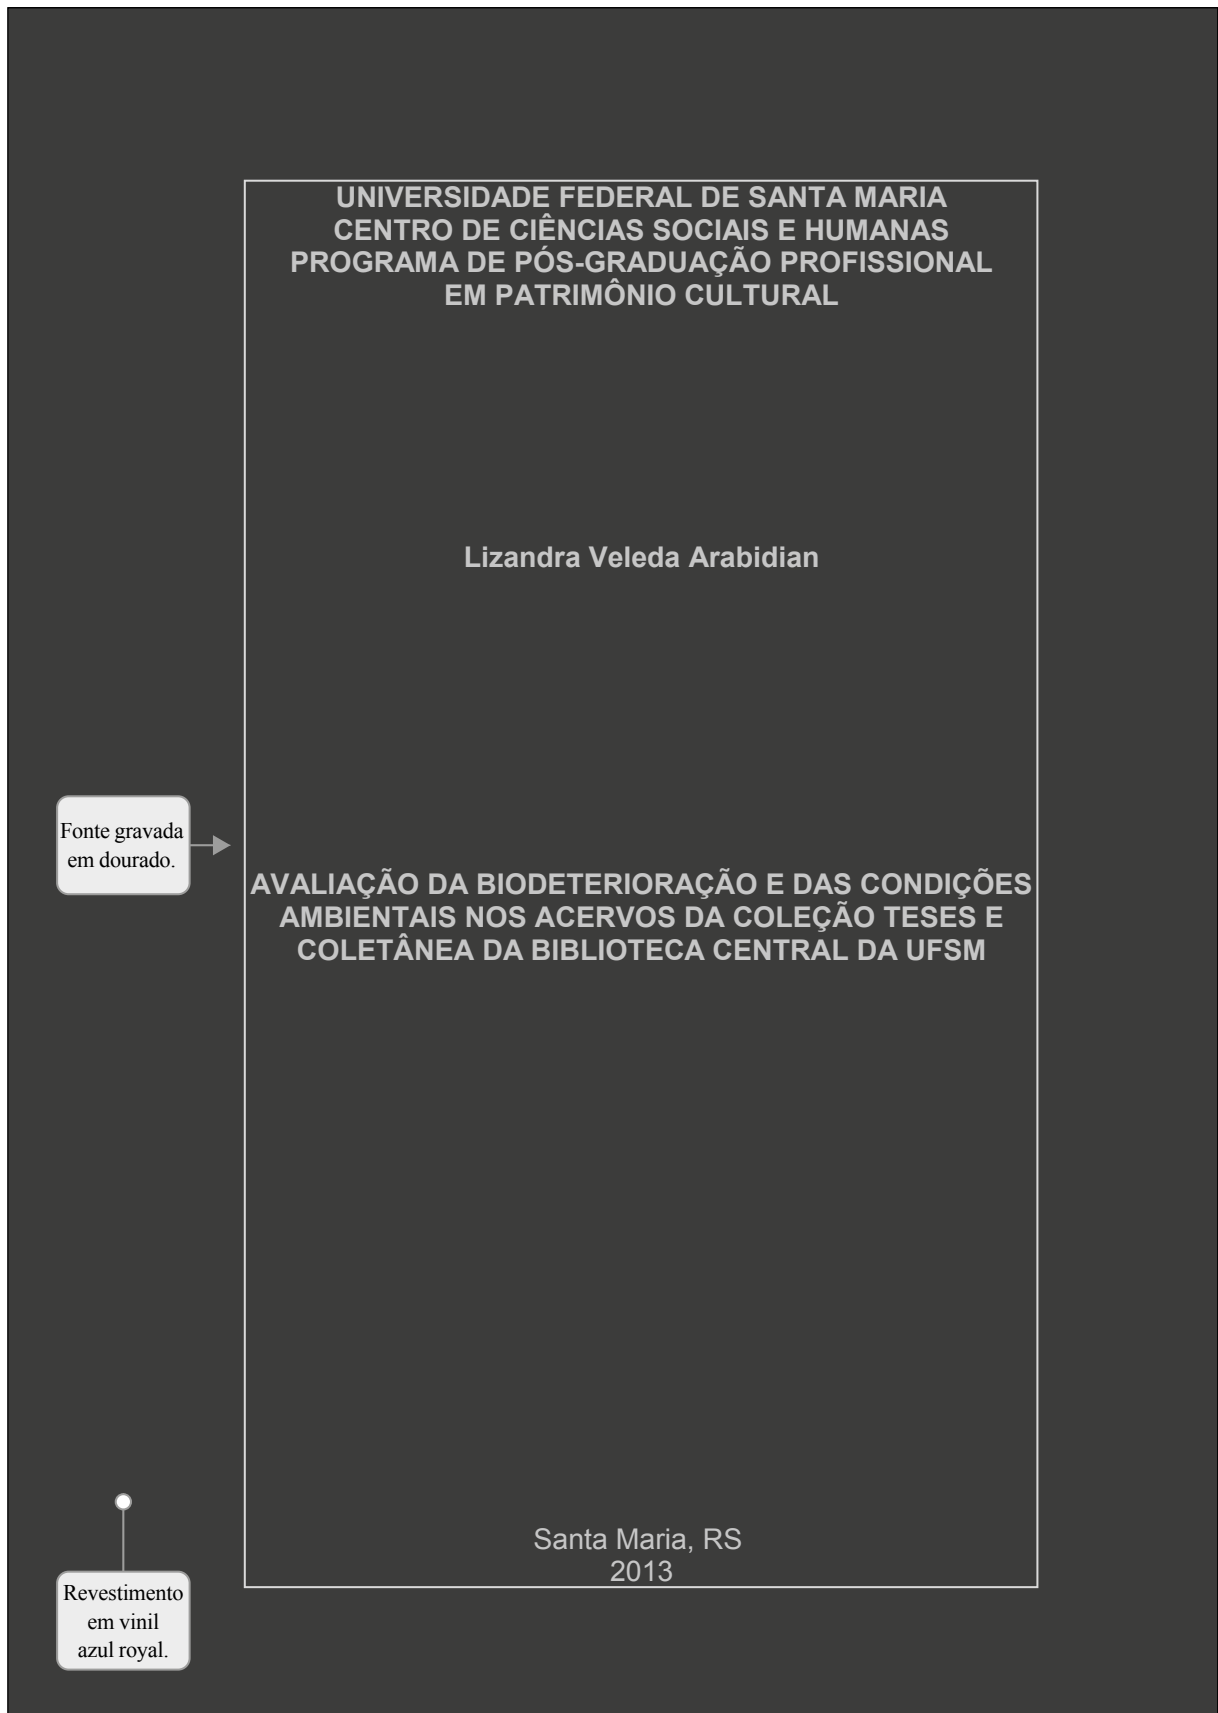 UNIVERSIDADE FEDERAL DE SANTA MARIA
CENTRO DE CIÊNCIAS SOCIAIS E HUMANAS
PROGRAMA DE PÓS-GRADUAÇÃO PROFISSIONAL
EM PATRIMÔNIO CULTURAL
Lizandra Veleda Arabidian
Fonte gravada
em dourado.
AVALIAÇÃO DA BIODETERIORAÇÃO E DAS CONDIÇÕES
AMBIENTAIS NOS ACERVOS DA COLEÇÃO TESES E
COLETÂNEA DA BIBLIOTECA CENTRAL DA UFSM
Santa Maria, RS
2013
Revestimento
em vinil
azul royal.